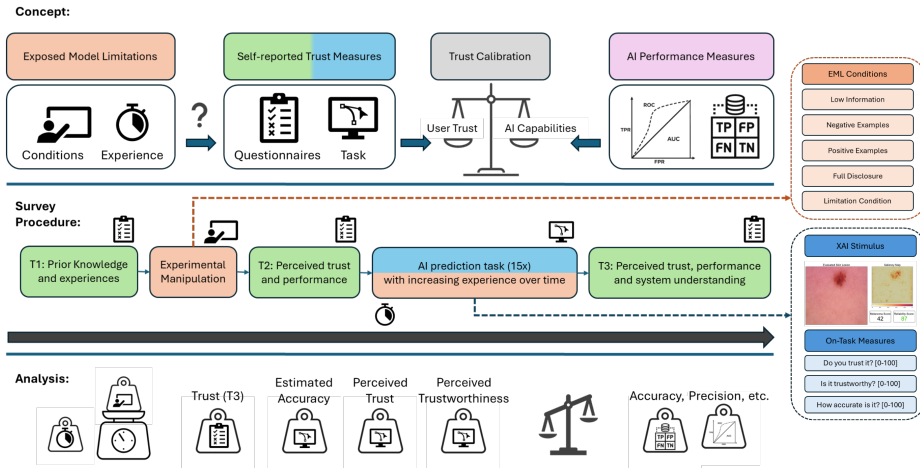 Concept:
Exposed Model Limitations
Self-reported Trust Measures
Trust Calibration
AI Performance Measures
Conditions
Experience
?
Questionnaires
Task
User Trust
AI Capabilities
ROC
TPR
AUC
FPR
TP FP
FN TN
EML Conditions
Low Information
Negative Examples
Positive Examples
Full Disclosure
Limitation Condition
Survey
Procedure:
T1: Prior Knowledge
and experiences
Experimental
Manipulation
T2: Perceived trust
and performance
AI prediction task (15x)
with increasing experience over time
T3: Perceived trust, performance
and system understanding
XAI Stimulus
42
87
On-Task Measures
Do you trust it? [0-100]
Is it trustworthy? [0-100]
How accurate is it? [0-100]
Analysis:
Trust (T3)
Estimated
Accuracy
Perceived
Trust
Perceived
Trustworthiness
Accuracy, Precision, etc.
TP FP
FN TN